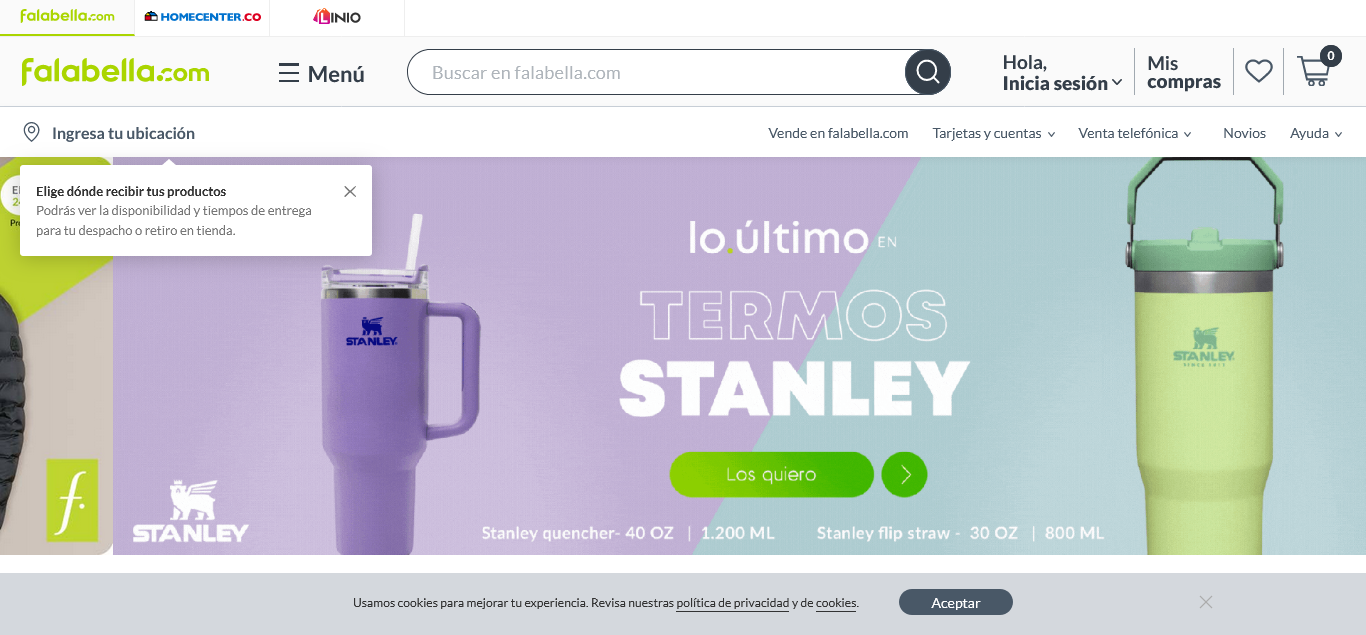 falabella.com
HOMECENTER.CO
LINIO
falabella.com
Menú
Buscar en falabella.com
Hola,
Inicia sesión
Mis
compras
0
Ingresa tu ubicación
Vende en falabella.com
Tarjetas y cuentas
Venta telefónica
Novios
Ayuda
Elige dónde recibir tus productos
Podrás ver la disponibilidad y tiempos de entrega
para tu despacho o retiro en tienda.
lo.último EN
TERMOS
STANLEY
Los quiero
STANLEY
STANLEY
SINCE 1913
f.
STANLEY
Stanley quencher- 40 OZ | 1.200 ML
Stanley flip straw - 30 OZ | 800 ML
Usamos cookies para mejorar tu experiencia. Revisa nuestras política de privacidad y de cookies.
Aceptar